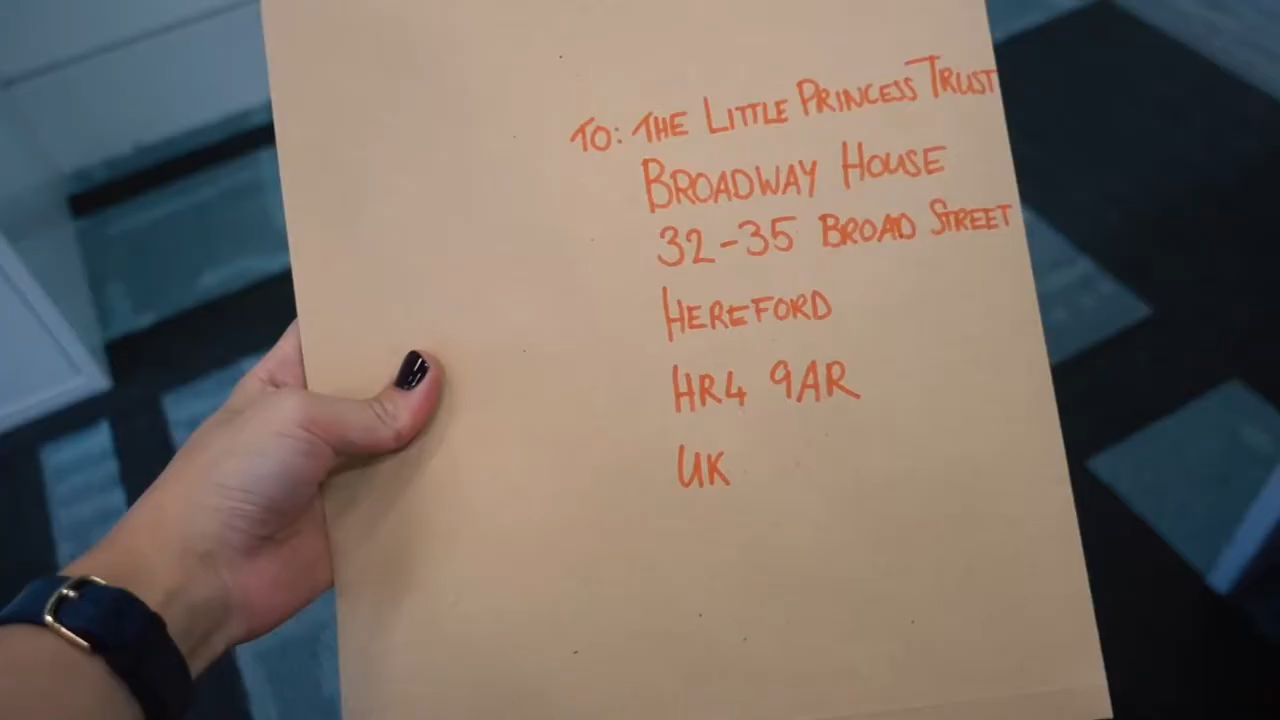 TO: THE LITTLE PRINCESS TRUST
BROADWAY HOUSE
32-35 BROAD STREET
HEREFORD
HR4 9AR
UK